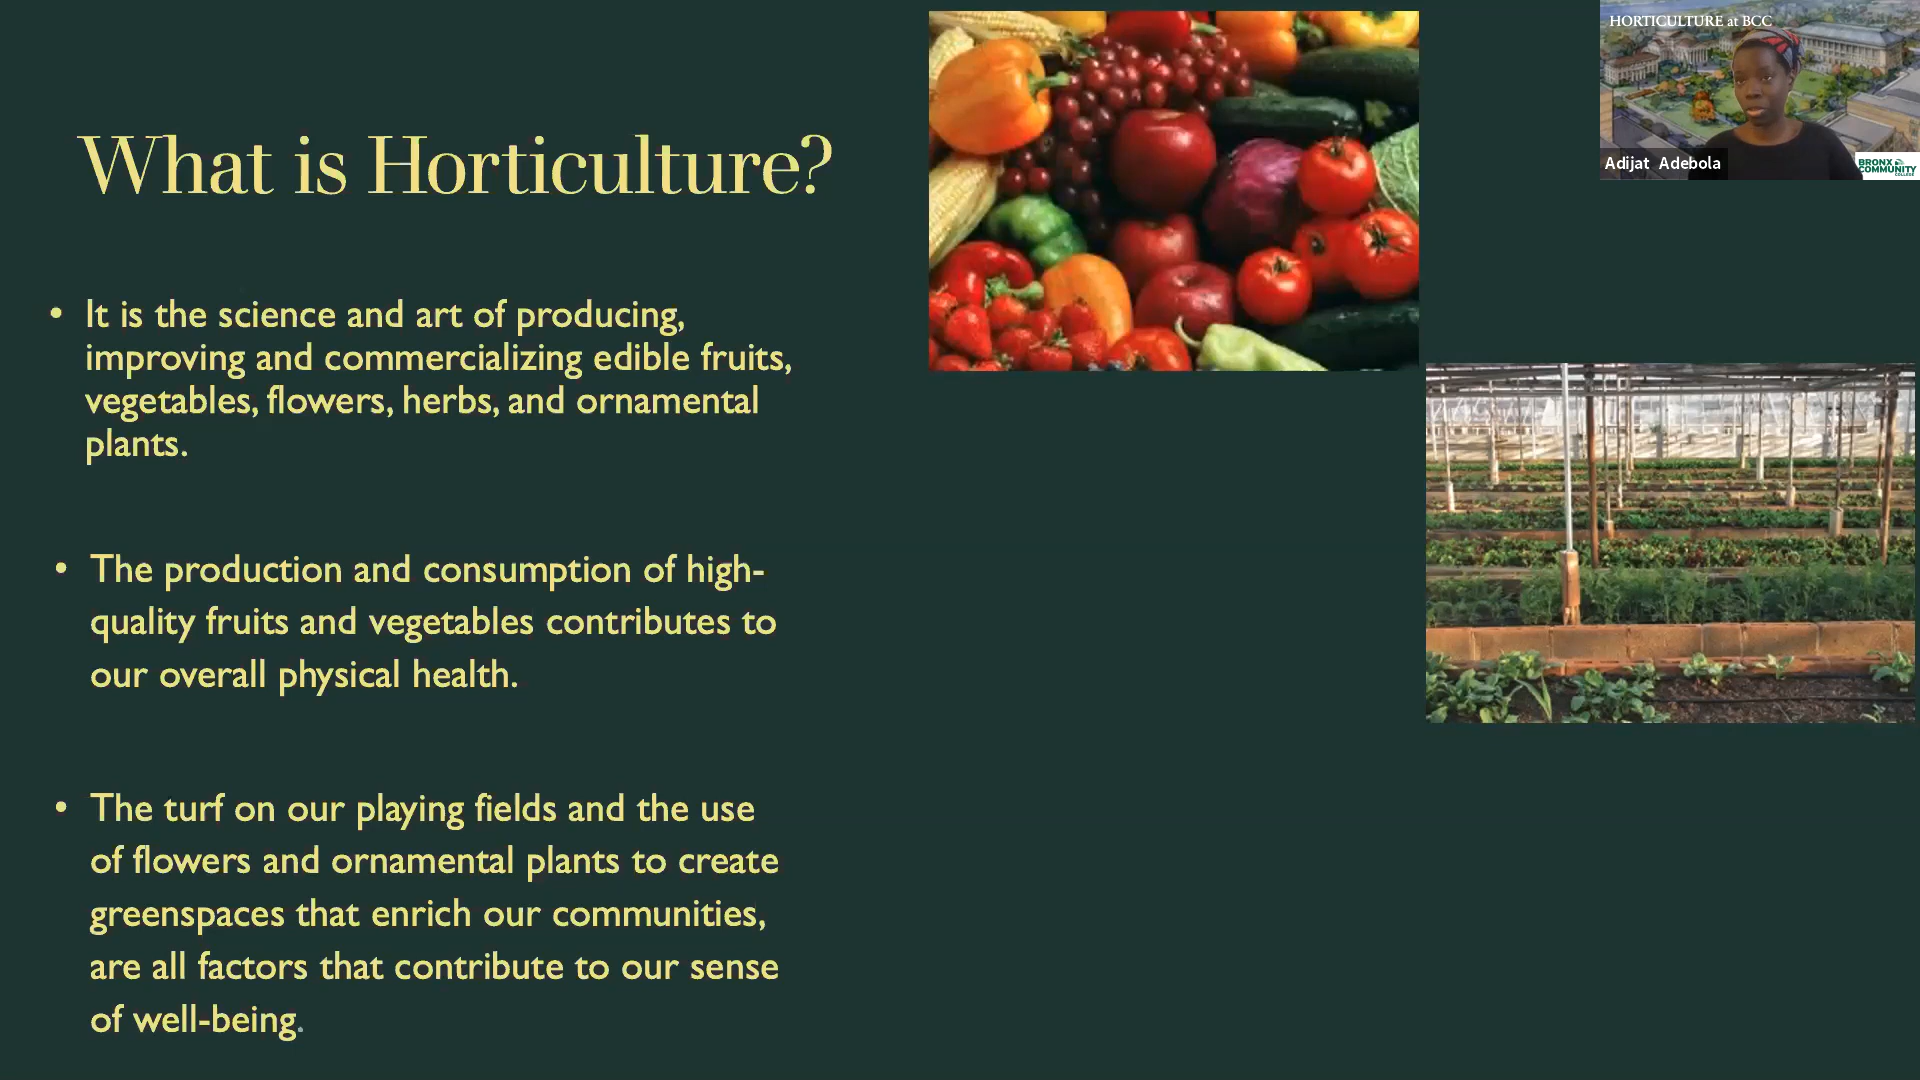 What is Horticulture?
• It is the science and art of producing,
improving and commercializing edible fruits,
vegetables, flowers, herbs, and ornamental
plants.
• The production and consumption of high-
quality fruits and vegetables contributes to
our overall physical health.
• The turf on our playing fields and the use
of flowers and ornamental plants to create
greenspaces that enrich our communities,
are all factors that contribute to our sense
of well-being.
HORTICULTURE at BCC
Adijat Adebola
BRONX
COMMUNITY
COLLEGE